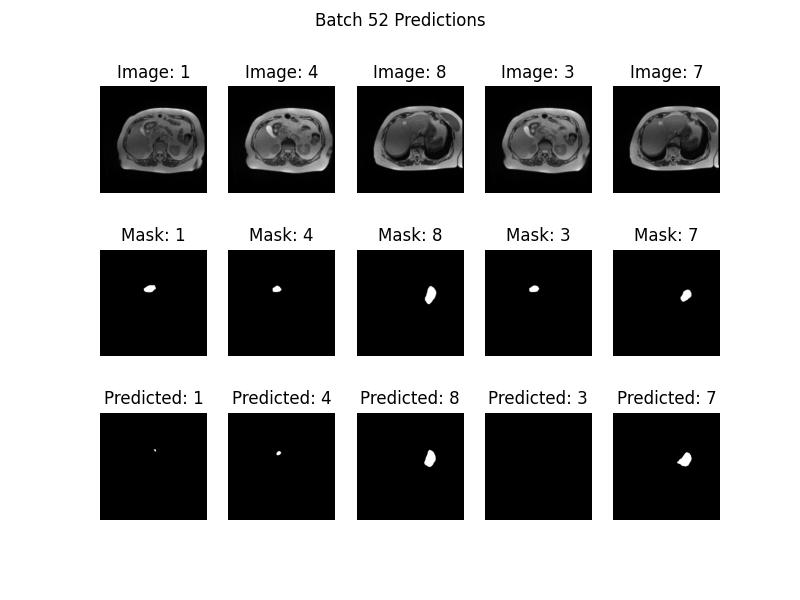 Batch 52 Predictions
Image: 1
Image: 4
Image: 8
Image: 3
Image: 7
Mask: 1
Mask: 4
Mask: 8
Mask: 3
Mask: 7
Predicted: 1
Predicted: 4
Predicted: 8
Predicted: 3
Predicted: 7